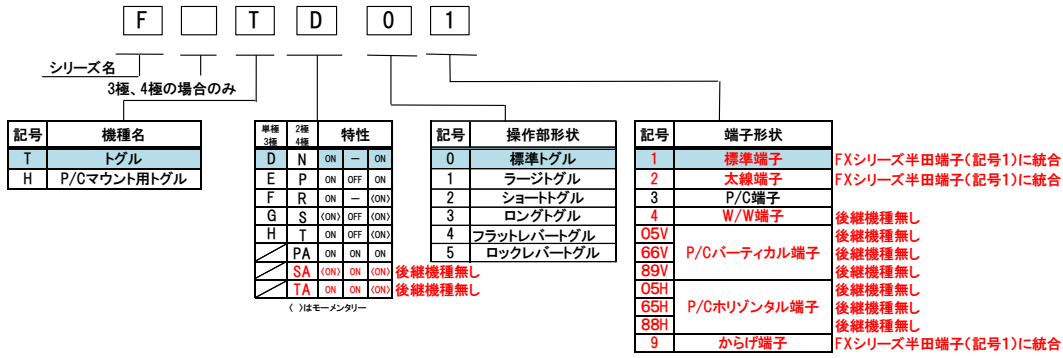 F T D 0 1
シリーズ名
3極、4極の場合のみ
記号 機種名
T トグル
H P/Cマウント用トグル
単極 2極 特性
3極 4極
D N ON － ON
E P ON OFF ON
F R ON － 〈ON〉
G S 〈ON〉 OFF 〈ON〉
H T ON OFF 〈ON〉
PA ON ON ON
SA 〈ON〉 ON 〈ON〉 後継機種無し
TA ON ON 〈ON〉 後継機種無し
〈 〉はモーメンタリー
記号 操作部形状
0 標準トグル
1 ラージトグル
2 ショートトグル
3 ロングトグル
4 フラットレバートグル
5 ロックレバートグル
記号 端子形状
1 標準端子 FXシリーズ半田端子(記号1)に統合
2 太線端子 FXシリーズ半田端子(記号1)に統合
3 P/C端子
4 W/W端子 後継機種無し
05V 後継機種無し
66V P/Cバーティカル端子 後継機種無し
89V 後継機種無し
05H 後継機種無し
65H P/Cホリゾンタル端子 後継機種無し
88H 後継機種無し
9 からげ端子 FXシリーズ半田端子(記号1)に統合